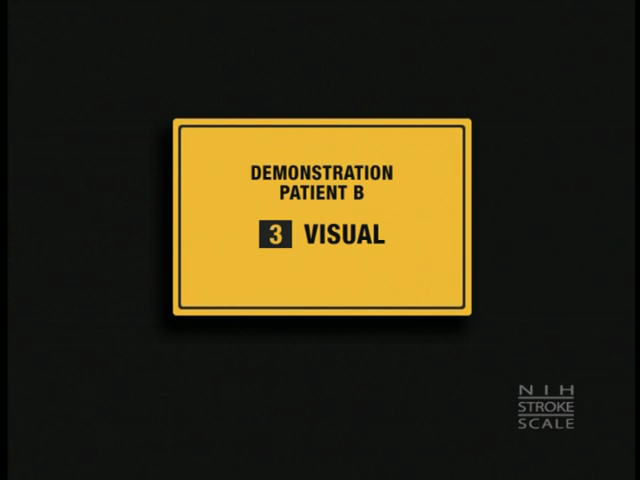 DEMONSTRATION
PATIENT B
3 VISUAL
NIH
STROKE
SCALE